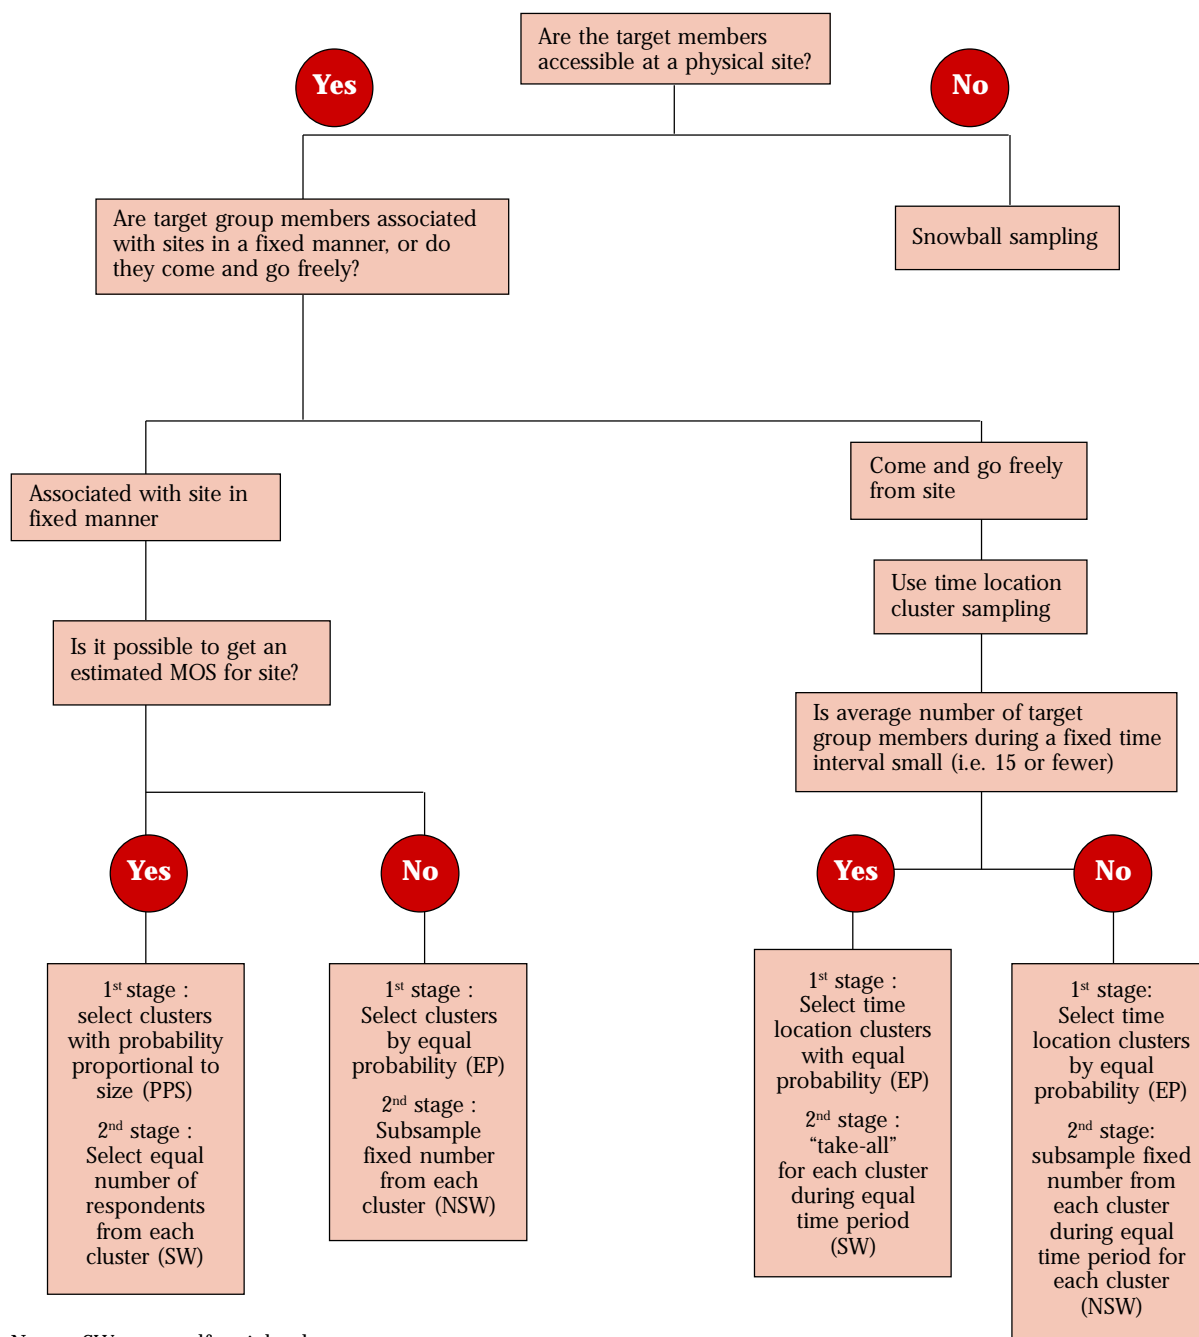 Are the target members
accessible at a physical site?
Yes
No
Are target group members associated
with sites in a fixed manner, or do
they come and go freely?
Snowball sampling
Associated with site in
fixed manner
Come and go freely
from site
Use time location
cluster sampling
Is it possible to get an
estimated MOS for site?
Is average number of target
group members during a fixed time
interval small (i.e. 15 or fewer)
Yes
No
Yes
No
1st stage :
select clusters
with probability
proportional to
size (PPS)
2nd stage :
Select equal
number of
respondents
from each
cluster (SW)
1st stage :
Select clusters
by equal
probability (EP)
2nd stage :
Subsample
fixed number
from each
cluster (NSW)
1st stage :
Select time
location clusters
with equal
probability (EP)
2nd stage :
“take-all”
for each cluster
during equal
time period
(SW)
1st stage:
Select time
location clusters
by equal
probability (EP)
2nd stage:
subsample fixed
number from
each cluster
during equal
time period for
each cluster
(NSW)